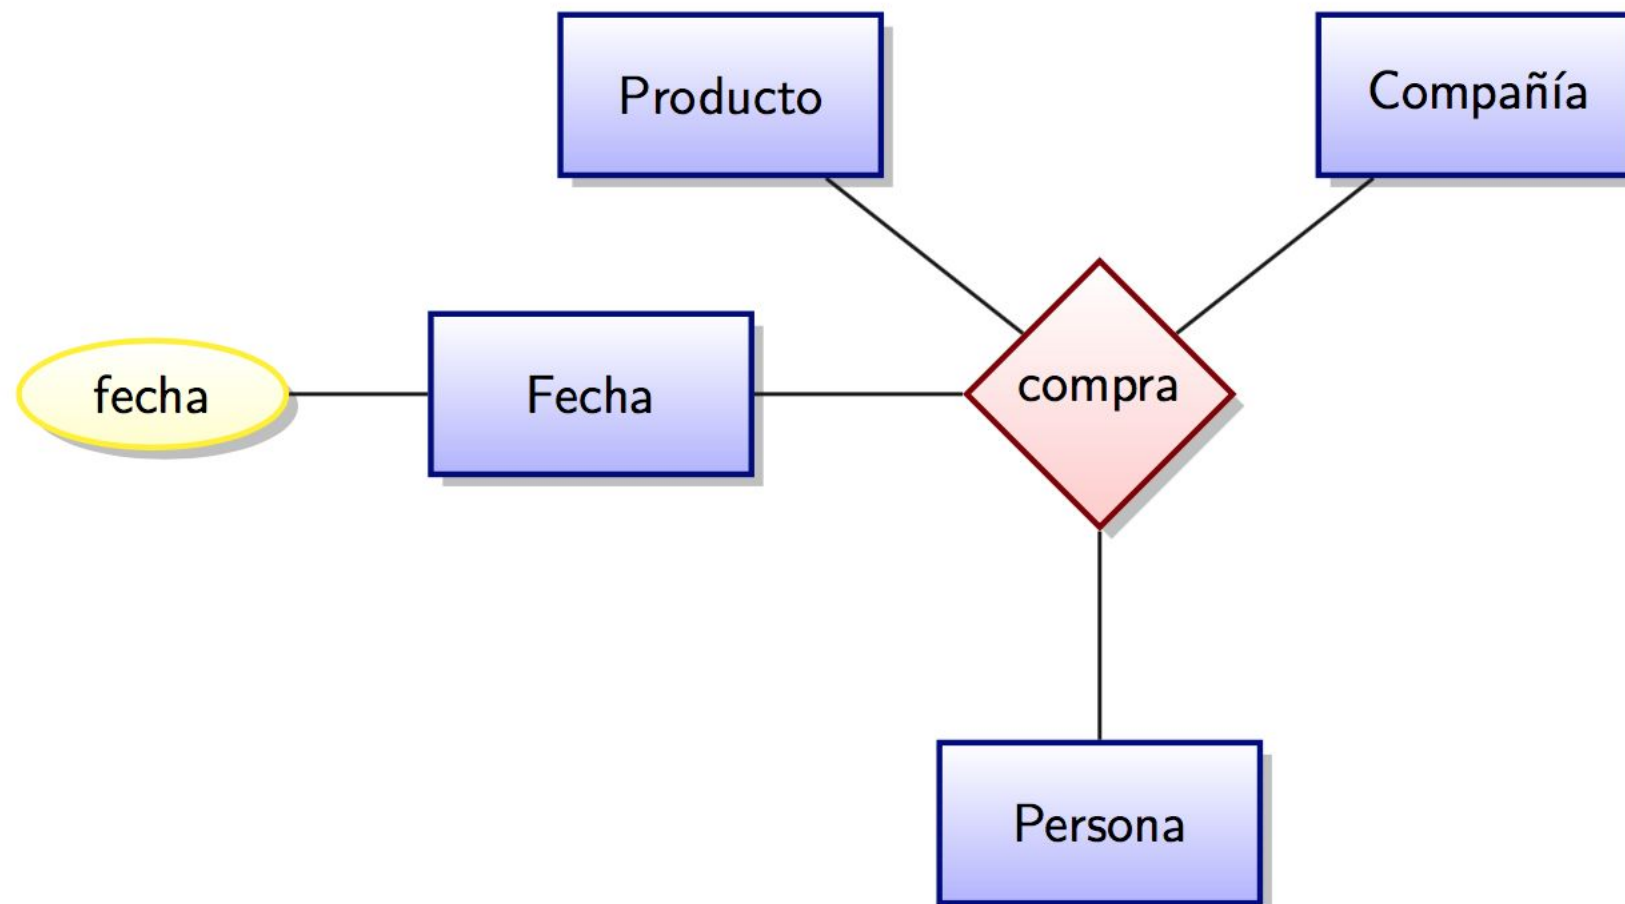 Producto
Compañía
fecha
Fecha
compra
Persona